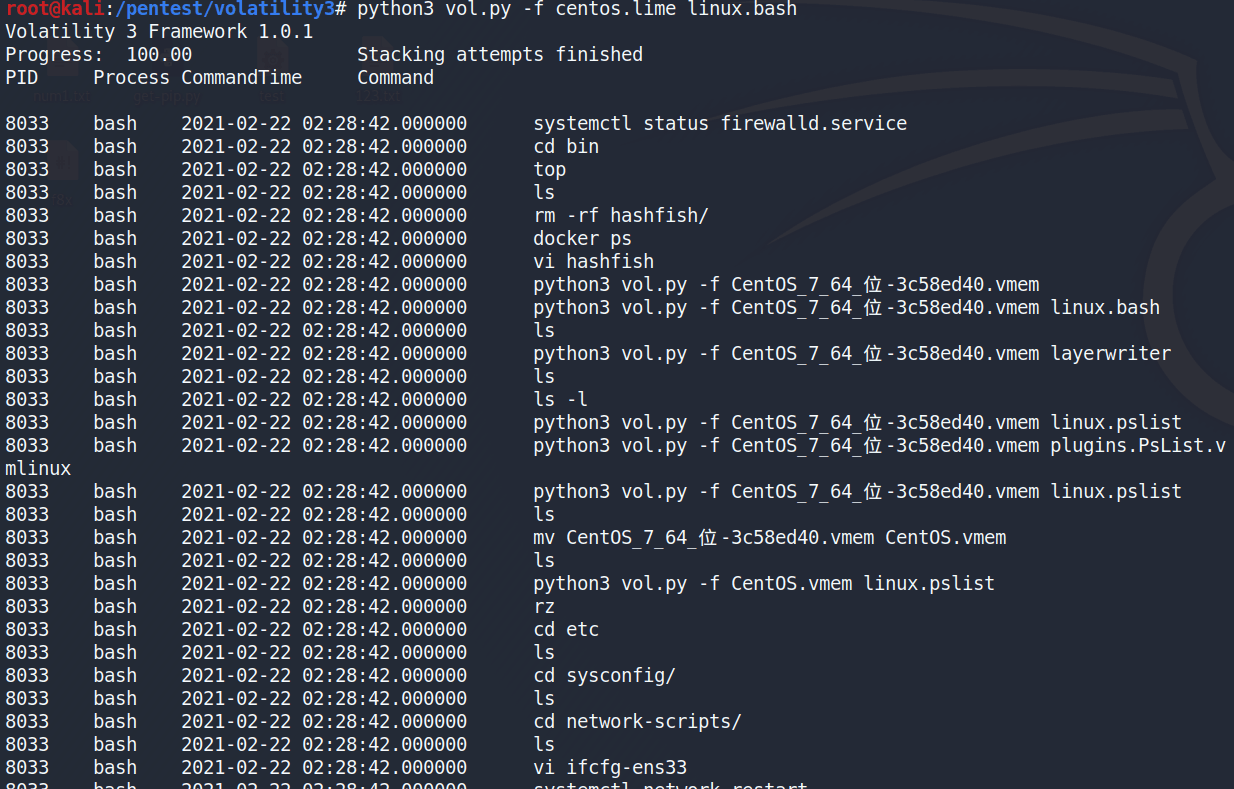 root@kali:/pentest/volatility3# python3 vol.py -f centos.lime linux.bash
Volatility 3 Framework 1.0.1
Progress:  100.00               Stacking attempts finished
PID     Process CommandTime     Command
8033    bash    2021-02-22 02:28:42.000000      systemctl status firewalld.service
8033    bash    2021-02-22 02:28:42.000000      cd bin
8033    bash    2021-02-22 02:28:42.000000      top
8033    bash    2021-02-22 02:28:42.000000      ls
8033    bash    2021-02-22 02:28:42.000000      rm -rf hashfish/
8033    bash    2021-02-22 02:28:42.000000      docker ps
8033    bash    2021-02-22 02:28:42.000000      vi hashfish
8033    bash    2021-02-22 02:28:42.000000      python3 vol.py -f CentOS_7_64_位-3c58ed40.vmem
8033    bash    2021-02-22 02:28:42.000000      python3 vol.py -f CentOS_7_64_位-3c58ed40.vmem linux.bash
8033    bash    2021-02-22 02:28:42.000000      ls
8033    bash    2021-02-22 02:28:42.000000      python3 vol.py -f CentOS_7_64_位-3c58ed40.vmem layerwriter
8033    bash    2021-02-22 02:28:42.000000      ls
8033    bash    2021-02-22 02:28:42.000000      ls -l
8033    bash    2021-02-22 02:28:42.000000      python3 vol.py -f CentOS_7_64_位-3c58ed40.vmem linux.pslist
8033    bash    2021-02-22 02:28:42.000000      python3 vol.py -f CentOS_7_64_位-3c58ed40.vmem plugins.PsList.v
mlinux
8033    bash    2021-02-22 02:28:42.000000      python3 vol.py -f CentOS_7_64_位-3c58ed40.vmem linux.pslist
8033    bash    2021-02-22 02:28:42.000000      ls
8033    bash    2021-02-22 02:28:42.000000      mv CentOS_7_64_位-3c58ed40.vmem CentOS.vmem
8033    bash    2021-02-22 02:28:42.000000      ls
8033    bash    2021-02-22 02:28:42.000000      python3 vol.py -f CentOS.vmem linux.pslist
8033    bash    2021-02-22 02:28:42.000000      rz
8033    bash    2021-02-22 02:28:42.000000      cd etc
8033    bash    2021-02-22 02:28:42.000000      ls
8033    bash    2021-02-22 02:28:42.000000      cd sysconfig/
8033    bash    2021-02-22 02:28:42.000000      ls
8033    bash    2021-02-22 02:28:42.000000      cd network-scripts/
8033    bash    2021-02-22 02:28:42.000000      ls
8033    bash    2021-02-22 02:28:42.000000      vi ifcfg-ens33
8033    bash    2021-02-22 02:28:42.000000      systemctl network restart